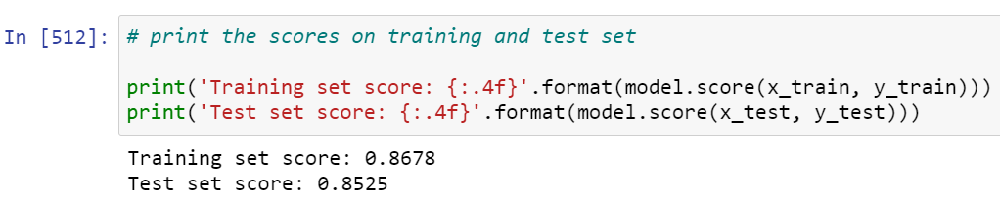 In [512]: # print the scores on training and test set
print('Training set score: {:.4f}'.format(model.score(x_train, y_train)))
print('Test set score: {:.4f}'.format(model.score(x_test, y_test)))
Training set score: 0.8678
Test set score: 0.8525